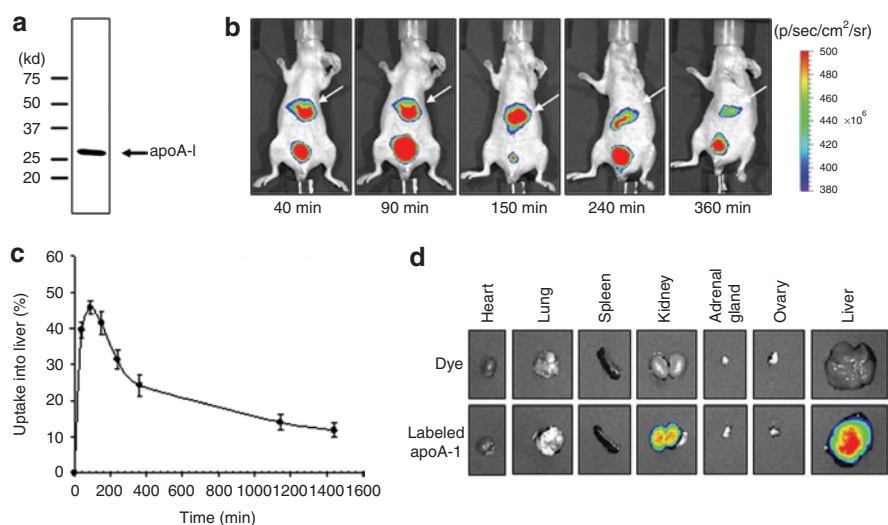 a
(kd)
75
50
37
25
20
apoA-I
b
(p/sec/cm²/sr)
500
480
460
440 ×10⁶
420
400
380
40 min
90 min
150 min
240 min
360 min
c
Uptake into liver (%)
60
50
40
30
20
10
0
0 200 400 600 800 1000 1200 1400 1600
Time (min)
d
Heart
Lung
Spleen
Kidney
Adrenal
gland
Ovary
Liver
Dye
Labeled
apoA-1